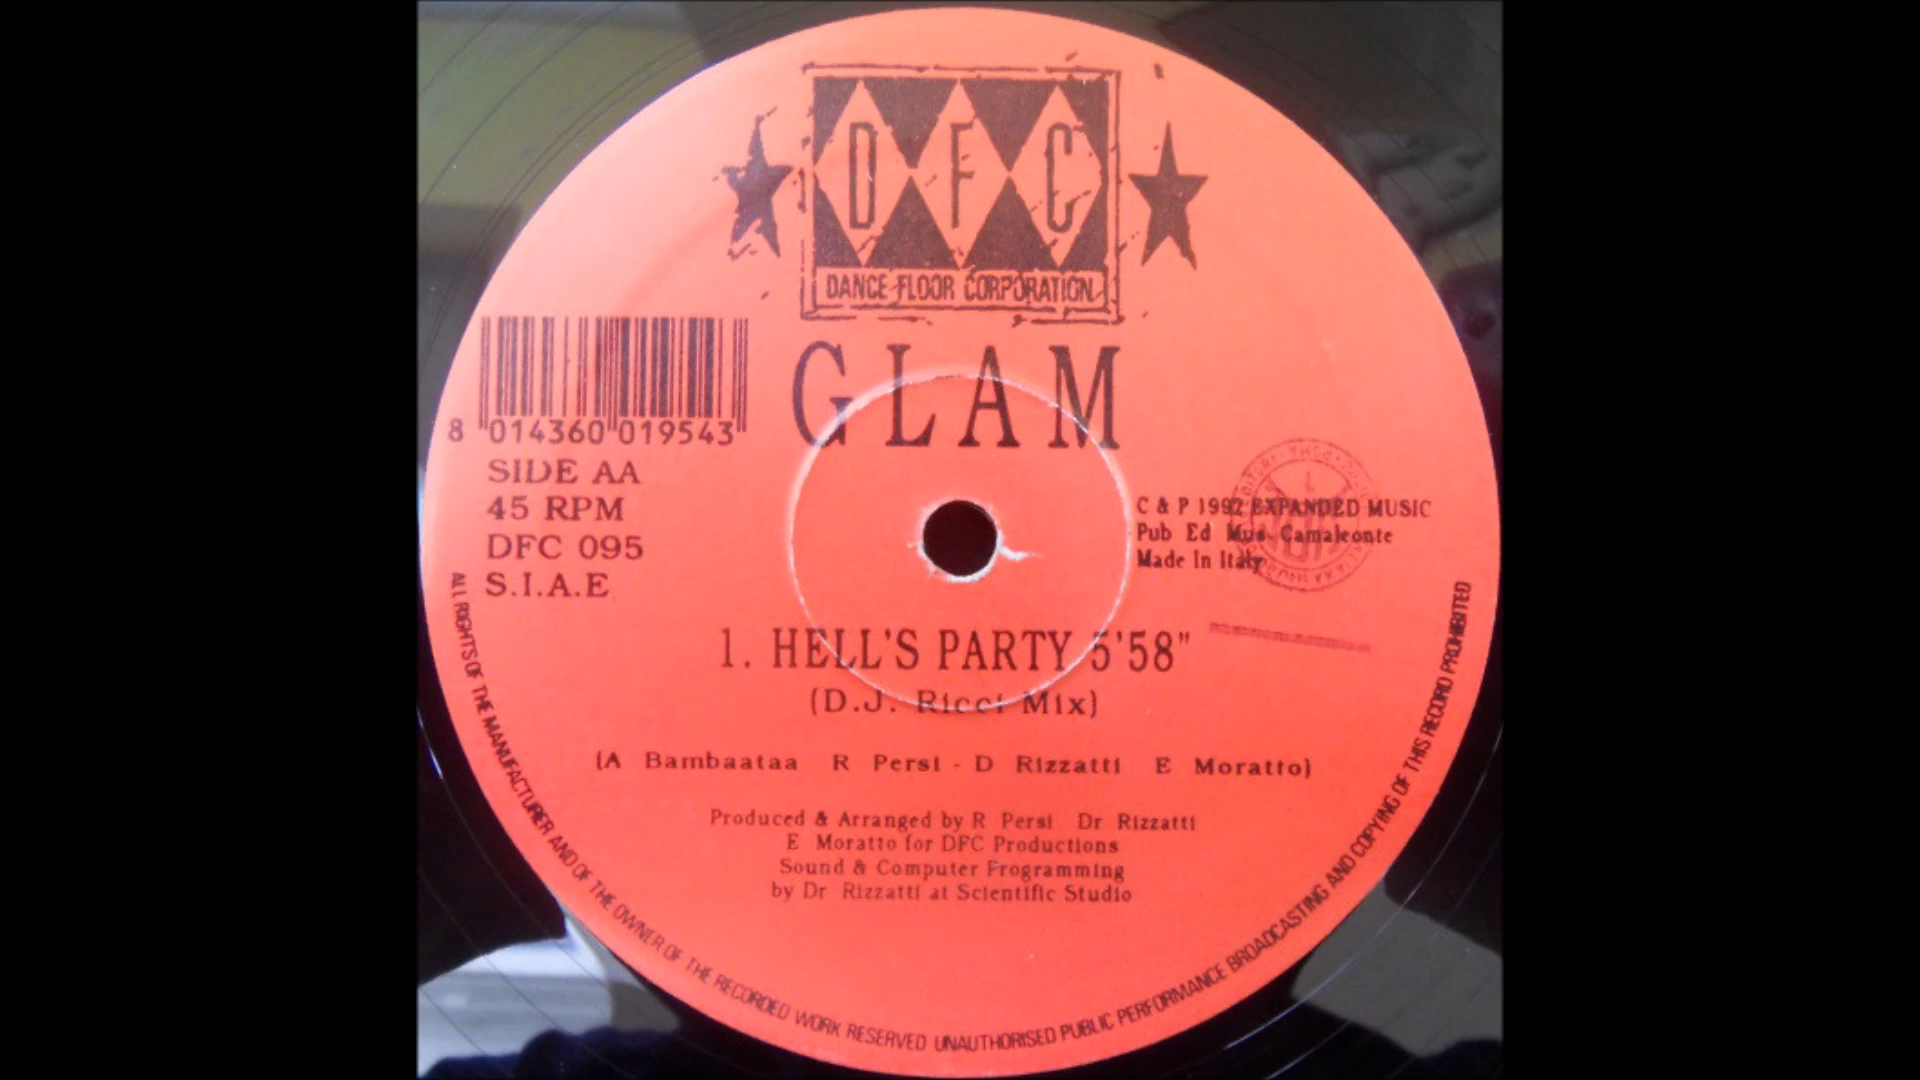 D F C
DANCE FLOOR CORPORATION
GLAM
8 014360 019543
SIDE AA
45 RPM
DFC 095
S.I.A.E
C & P 1992 EXPANDED MUSIC
Pub Ed Mus Camaleonte
Made In Italy
1. HELL'S PARTY 5'58"
(D.J. Ricci Mix)
(A Bambaataa R Persi - D Rizzatti E Moratto)
Produced & Arranged by R Persi Dr Rizzatti
E Moratto for DFC Productions
Sound & Computer Programming
by Dr Rizzatti at Scientific Studio
ALL RIGHTS OF THE MANUFACTURER AND OF THE OWNER OF THE RECORDED WORK RESERVED UNAUTHORISED PUBLIC PERFORMANCE BROADCASTING AND COPYING OF THIS RECORD PROHIBITED